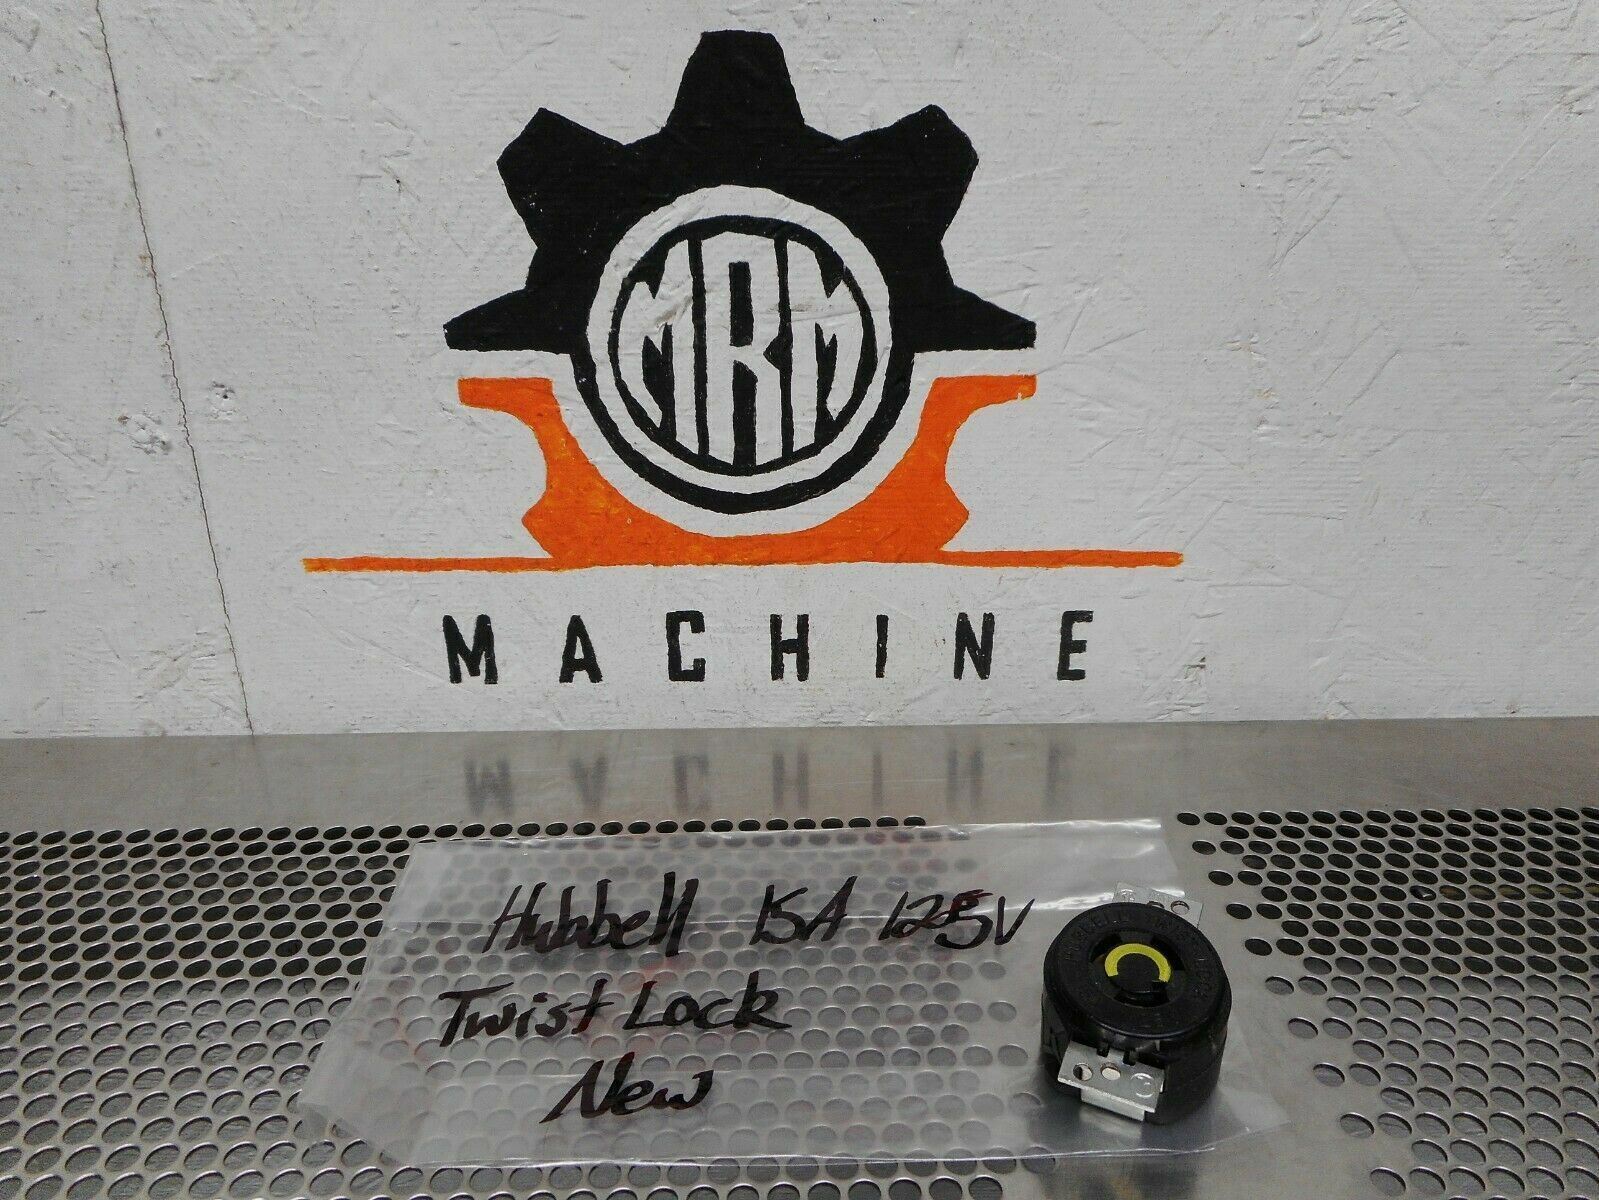 MRM
MACHINE
Hubbell 15A 125V
Twist Lock
New